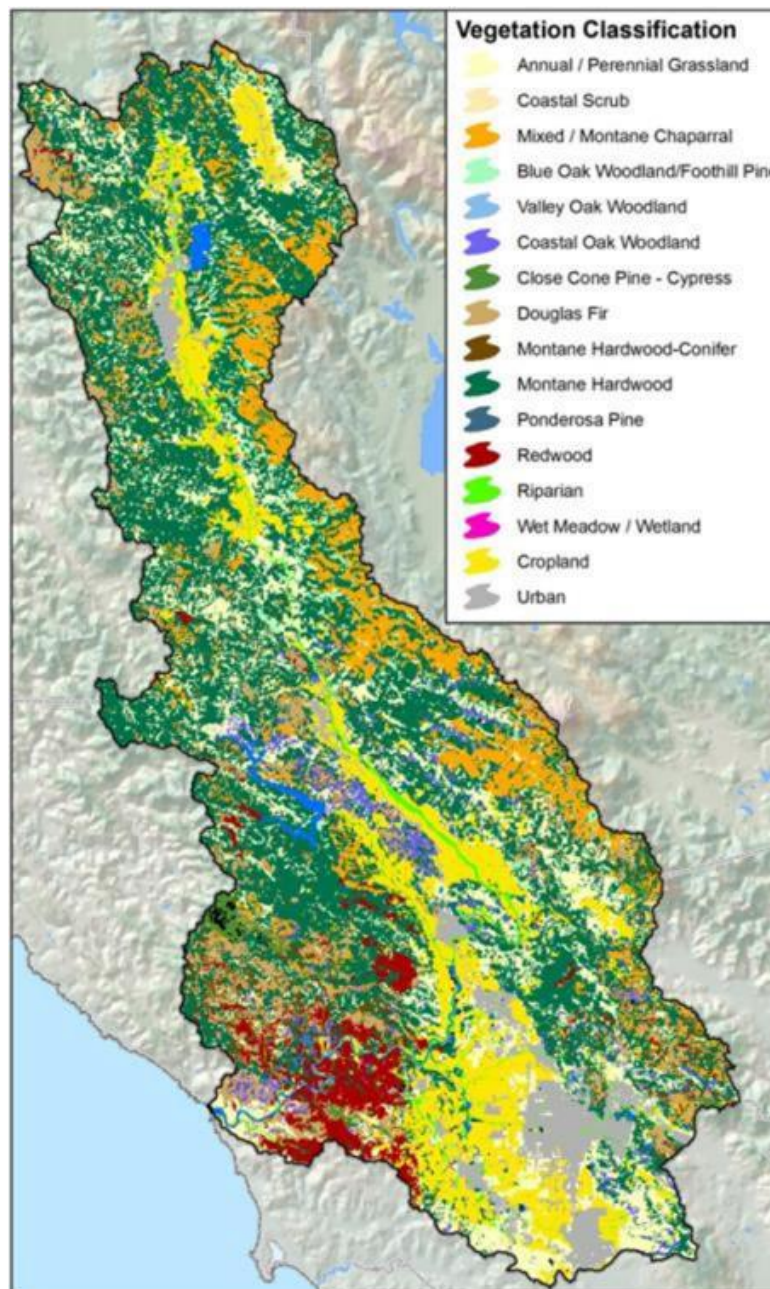 Vegetation Classification
Annual / Perennial Grassland
Coastal Scrub
Mixed / Montane Chaparral
Blue Oak Woodland/Foothill Pine
Valley Oak Woodland
Coastal Oak Woodland
Close Cone Pine - Cypress
Douglas Fir
Montane Hardwood-Conifer
Montane Hardwood
Ponderosa Pine
Redwood
Riparian
Wet Meadow / Wetland
Cropland
Urban